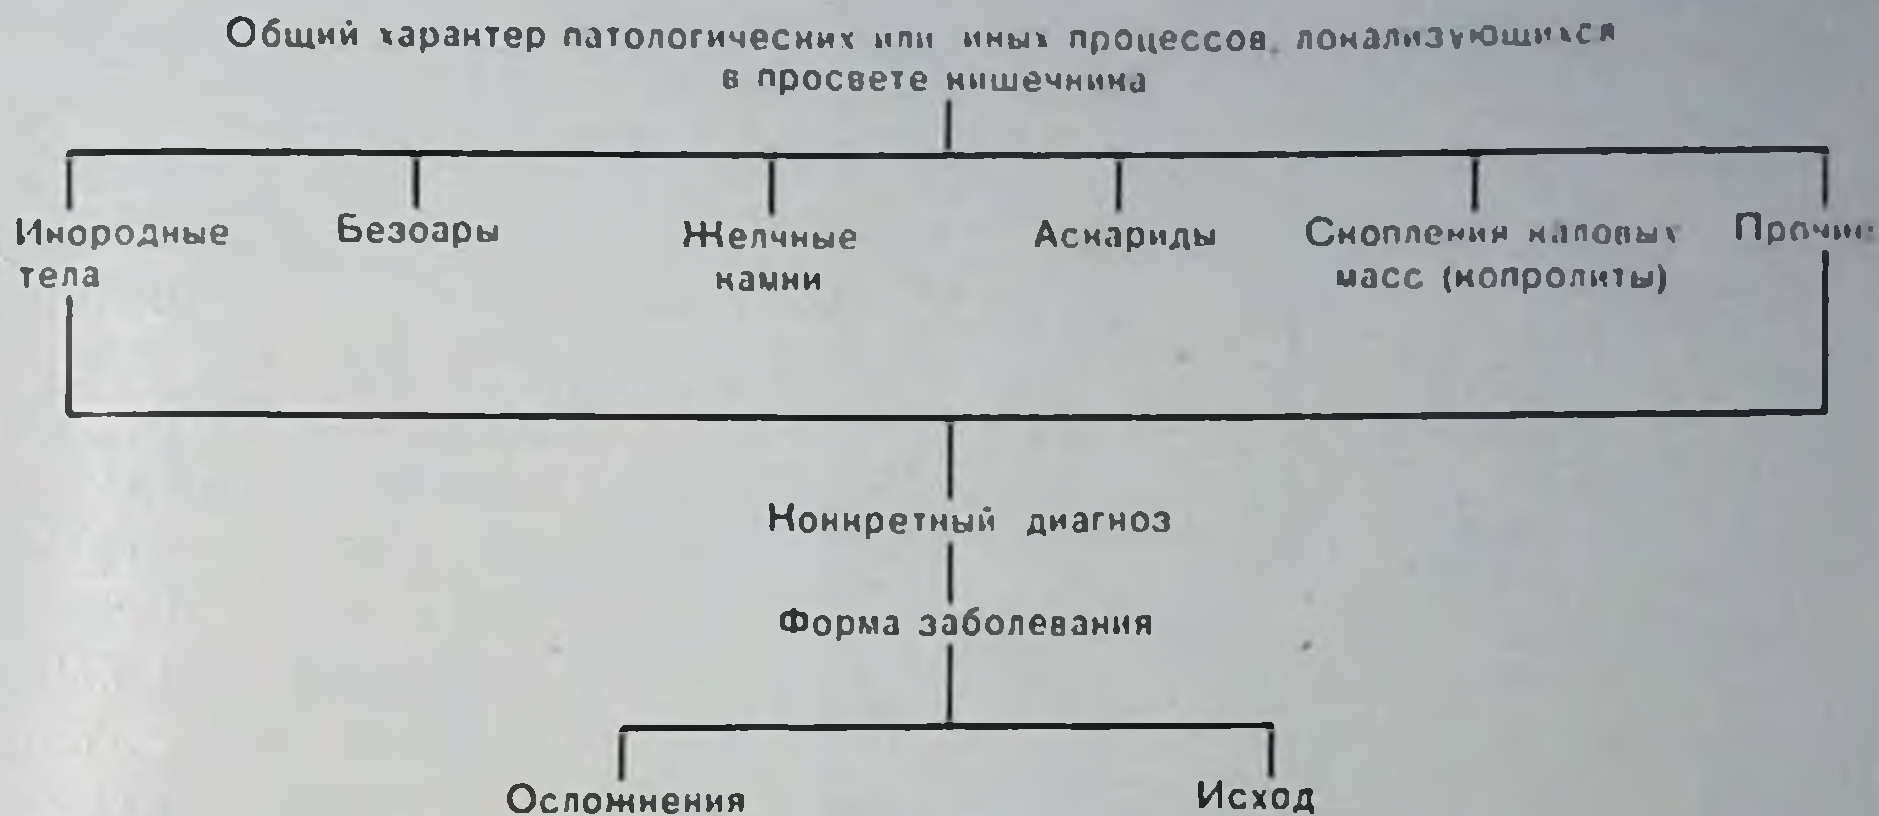 Общий характер патологических или иных процессов, локализующихся
в просвете кишечника
Инородные
тела
Безоары
Желчные
камни
Аскариды
Скопления каловых
масс (копролиты)
Прочие
Конкретный диагноз
Форма заболевания
Осложнения
Исход